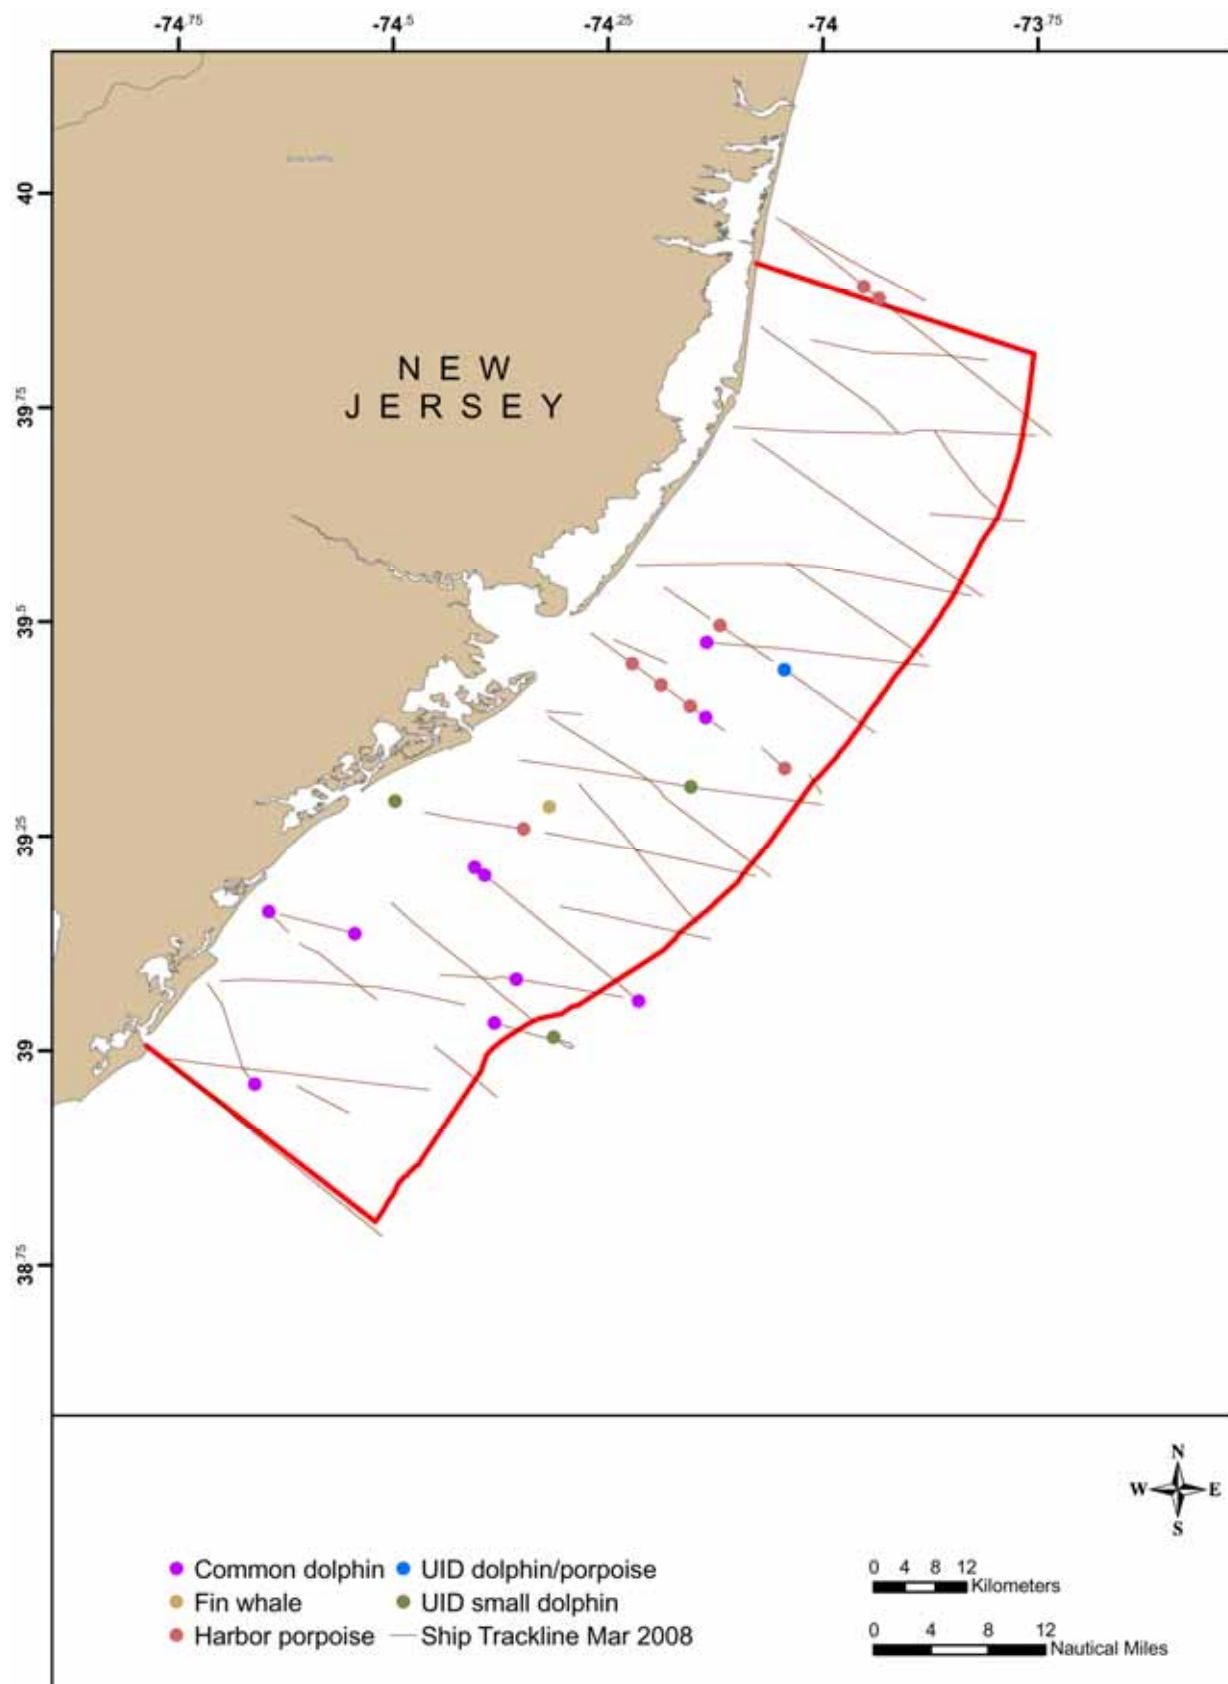 -74.75 -74.5 -74.25 -74 -73.75
40
39.75
39.5
39.25
39
38.75
NEW
JERSEY
N
W E
S
Common dolphin
Fin whale
Harbor porpoise
UID dolphin/porpoise
UID small dolphin
Ship Trackline Mar 2008
0 4 8 12
Kilometers
0 4 8 12
Nautical Miles